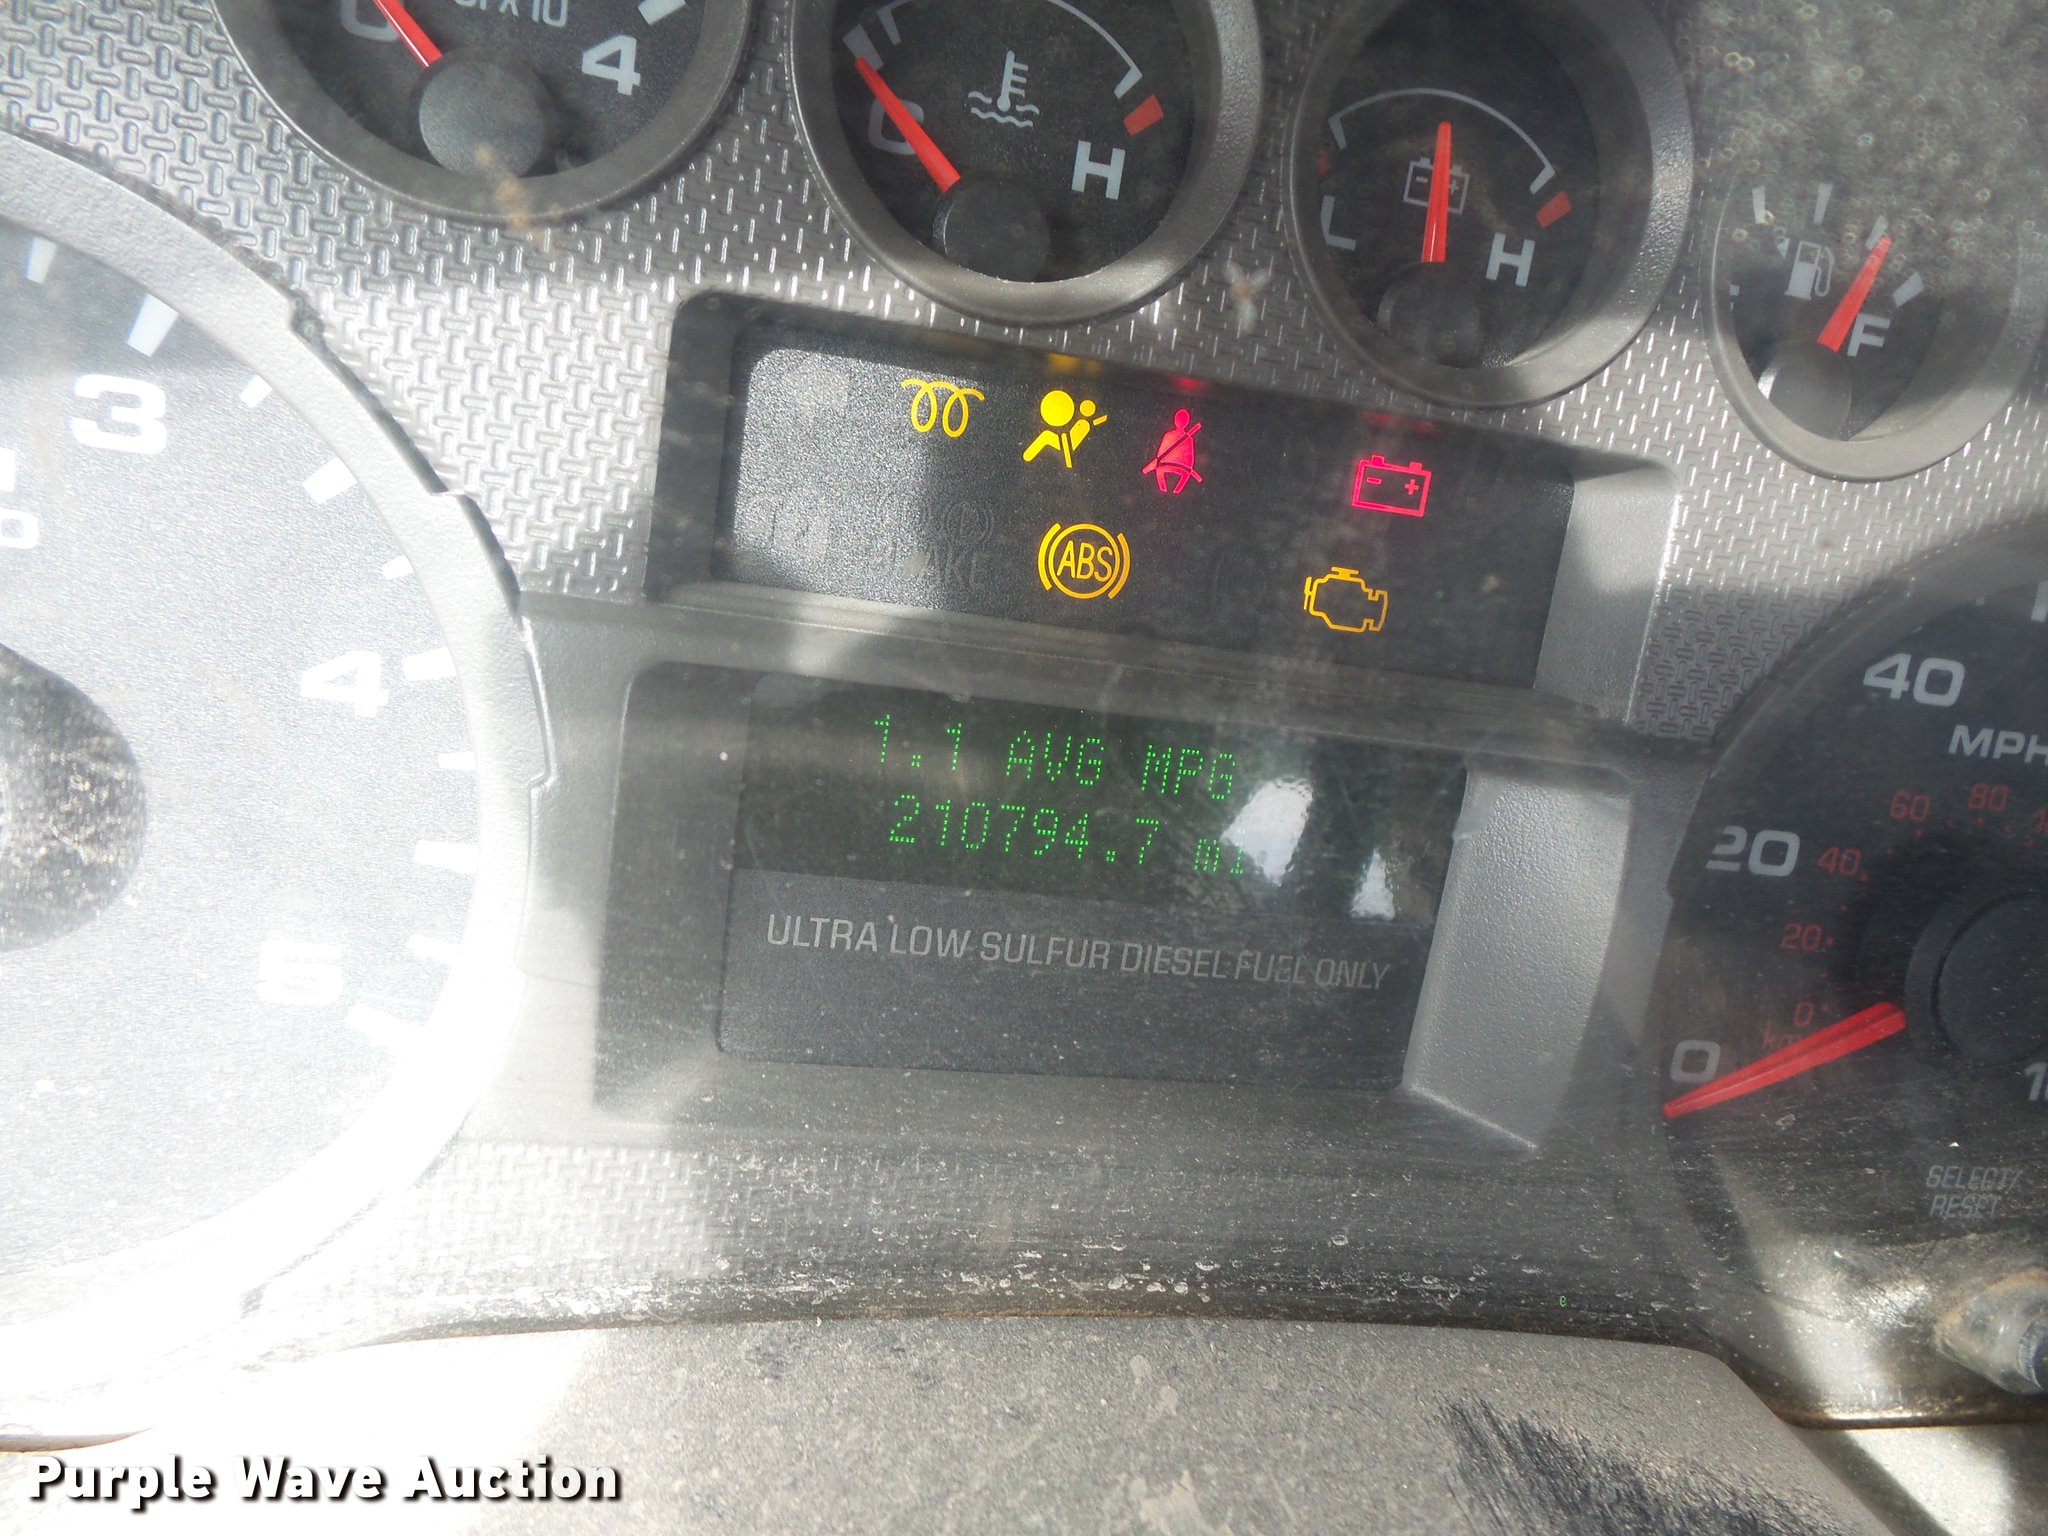 4
C
H
L
H
F
3
4
5
ABS
40
MPH
60
80
20
40
20
0
0
1.1 AVG MPG
210794.7 mi
ULTRA LOW SULFUR DIESEL FUEL ONLY
SELECT/
RESET
Purple Wave Auction